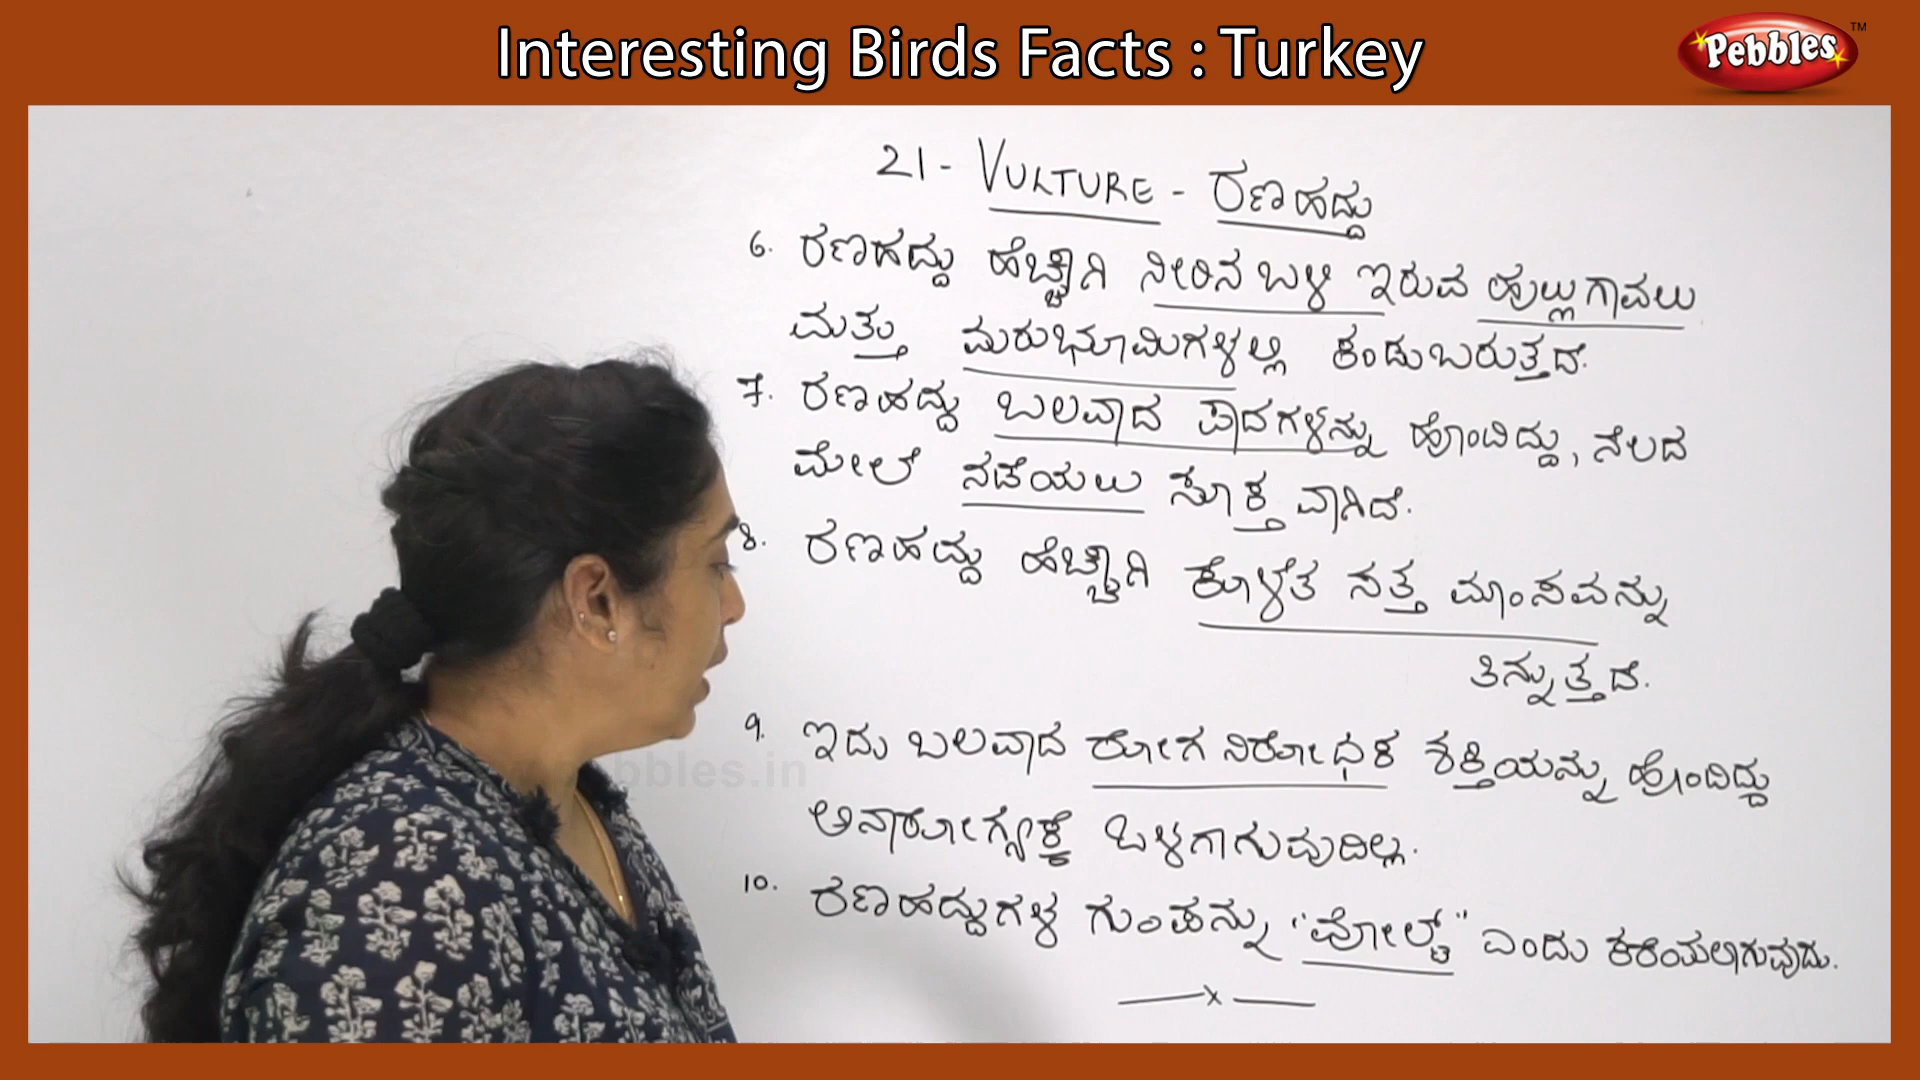 Interesting Birds Facts : Turkey
Pebbles TM
21 - VULTURE - ರಣಹದ್ದು
6. ರಣಹದ್ದು ಹೆಚ್ಚಾಗಿ ನೀರಿನ ಬಳಿ ಇರುವ ಹುಲ್ಲುಗಾವಲು
ಮತ್ತು ಮರುಭೂಮಿಗಳಲ್ಲಿ ಕಂಡುಬರುತ್ತದೆ.
7. ರಣಹದ್ದು ಬಲವಾದ ಪಾದಗಳನ್ನು ಹೊಂದಿದ್ದು, ನೆಲದ
ಮೇಲೆ ನಡೆಯಲು ಸೂಕ್ತ ವಾಗಿದೆ.
8. ರಣಹದ್ದು ಹೆಚ್ಚಾಗಿ ಕೊಳೆತ ಸತ್ತ ಮಾಂಸವನ್ನು
ತಿನ್ನುತ್ತದೆ.
9. ಇದು ಬಲವಾದ ರೋಗ ನಿರೋಧಕ ಶಕ್ತಿಯನ್ನು ಹೊಂದಿದ್ದು
ಅನಾರೋಗ್ಯಕ್ಕೆ ಒಳಗಾಗುವುದಿಲ್ಲ.
10. ರಣಹದ್ದುಗಳ ಗುಂಪನ್ನು "ವೋಲ್ಟ್" ಎಂದು ಕರೆಯಲಾಗುವುದು.
x